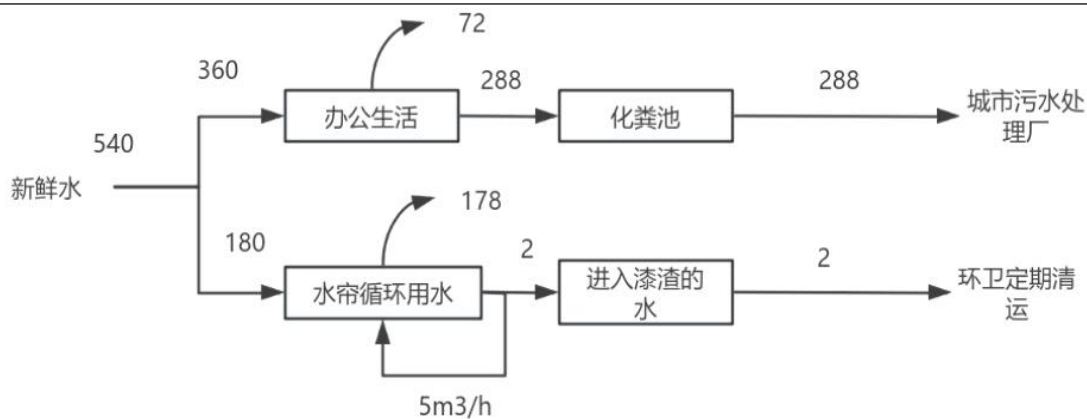 72
360
288
288
办公生活
化粪池
城市污水处
理厂
540
新鲜水
178
180
2
2
水帘循环用水
进入漆渣的
水
环卫定期清
运
5m3/h